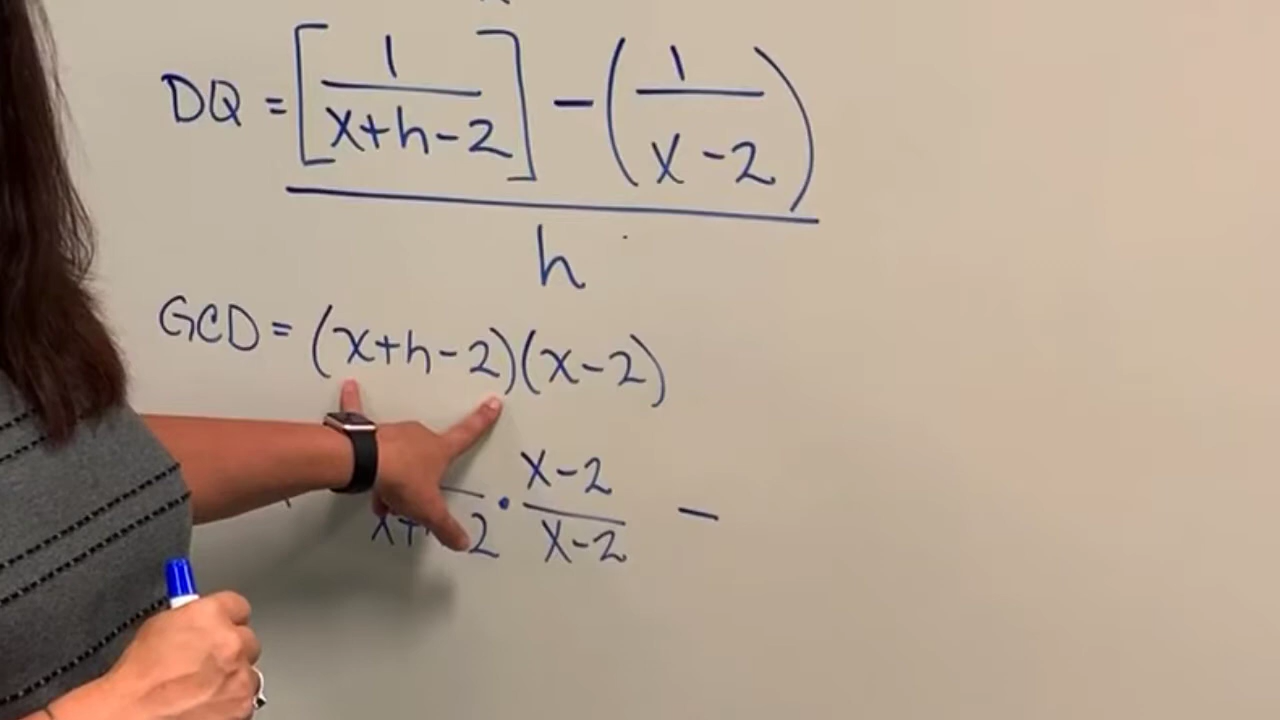 DQ = [1/(x+h-2)] - (1/(x-2))
h
GCD = (x+h-2)(x-2)
x-2
x+h-2 · x-2 -